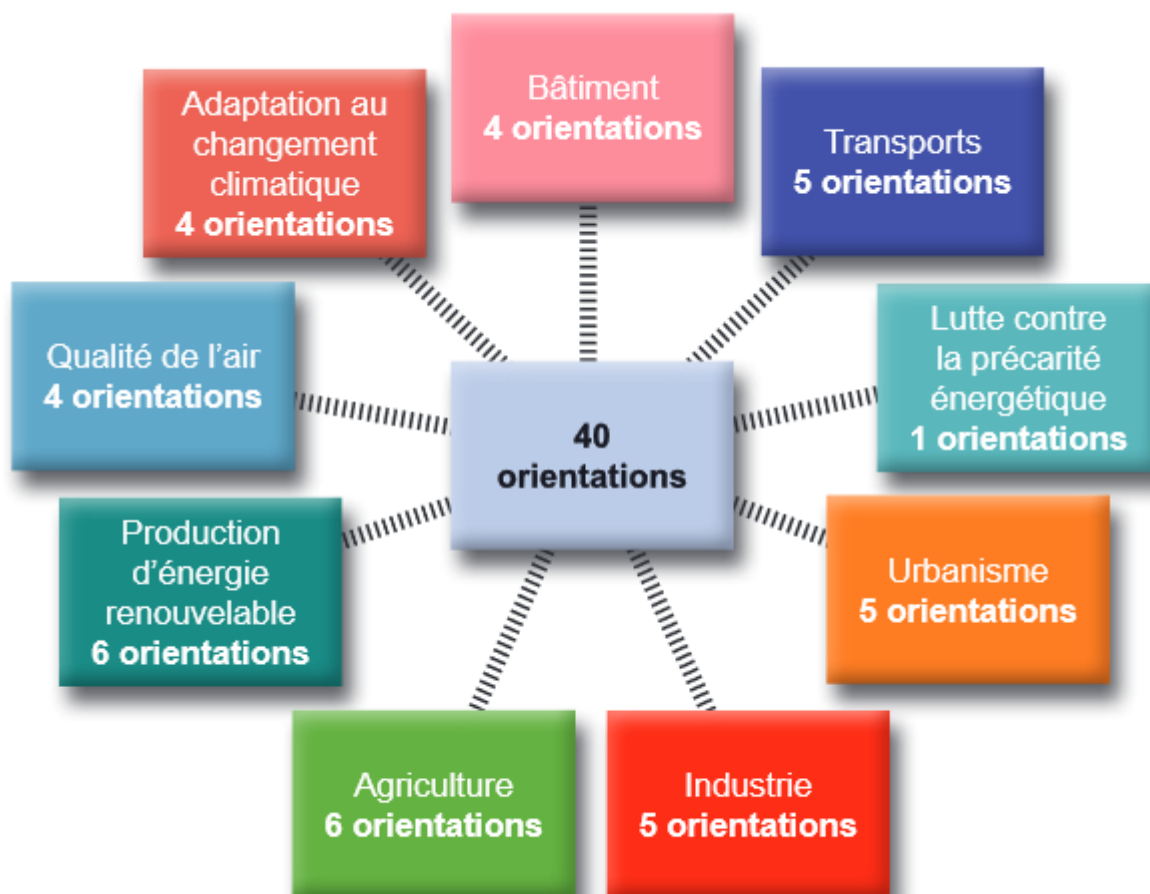 Bâtiment
4 orientations
Adaptation au
changement
climatique
4 orientations
Transports
5 orientations
Qualité de l’air
4 orientations
Lutte contre
la précarité
énergétique
1 orientations
40
orientations
Production
d’énergie
renouvelable
6 orientations
Urbanisme
5 orientations
Agriculture
6 orientations
Industrie
5 orientations